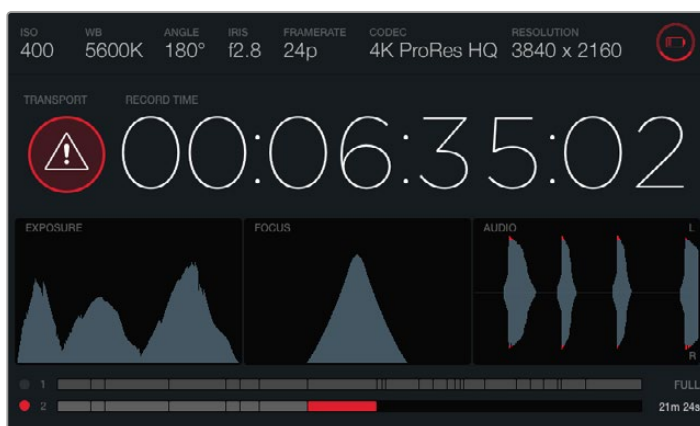 ISO WB ANGLE IRIS FRAMERATE CODEC RESOLUTION
400 5600K 180° f2.8 24p 4K ProRes HQ 3840 x 2160
TRANSPORT RECORD TIME
00:06:35:02
EXPOSURE FOCUS AUDIO L
R
1 FULL
2 21m 24s